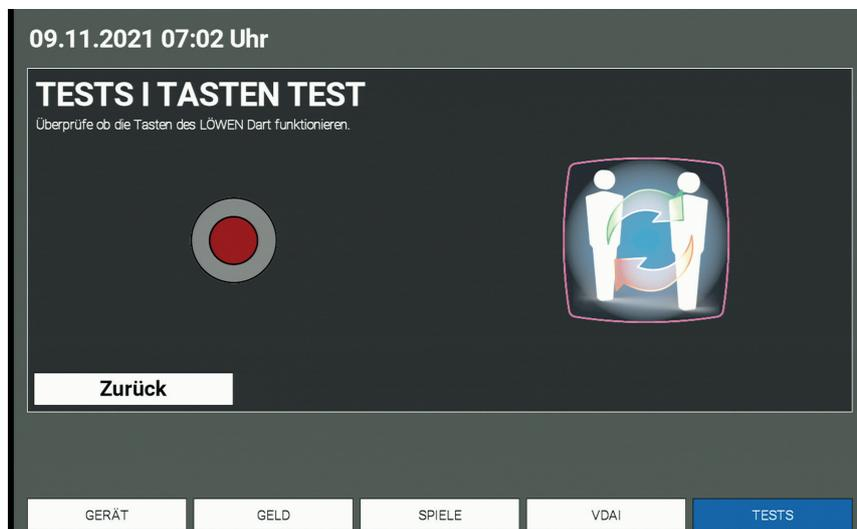 09.11.2021 07:02 Uhr
TESTS I TASTEN TEST
Überprüfe ob die Tasten des LÖWEN Dart funktionieren.
Zurück
GERÄT
GELD
SPIELE
VDAI
TESTS